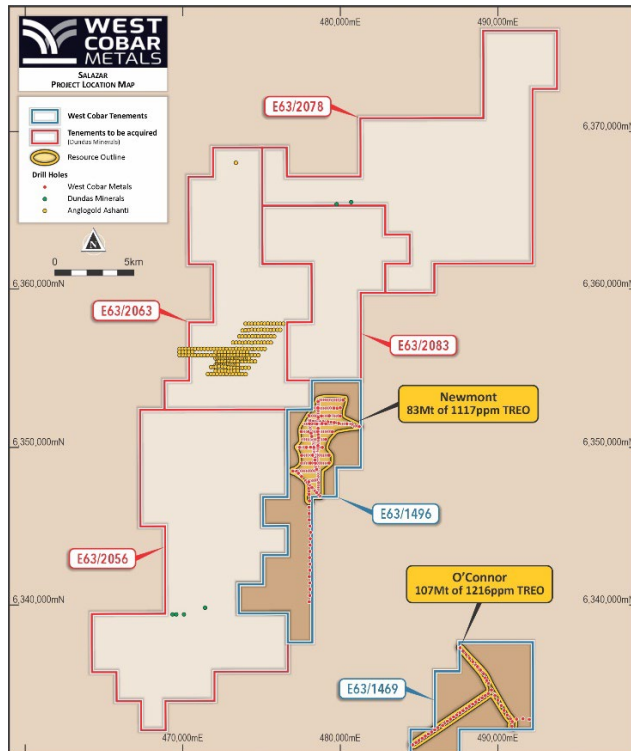 WEST
COBAR
METALS
SALAZAR
PROJECT LOCATION MAP
West Cobar Tenements
Tenements to be acquired
(Dundas Minerals)
Resource Outline
Drill Holes
West Cobar Metals
Dundas Minerals
Anglogold Ashanti
N
0 5km
480,000mE 490,000mE
E63/2078
6,370,000mN
6,360,000mN 6,360,000mN
E63/2063
E63/2083
Newmont
83Mt of 1117ppm TREO
6,350,000mN 6,350,000mN
E63/1496
E63/2056
O'Connor
107Mt of 1216ppm TREO
6,340,000mN 6,340,000mN
E63/1469
470,000mE 480,000mE 490,000mE